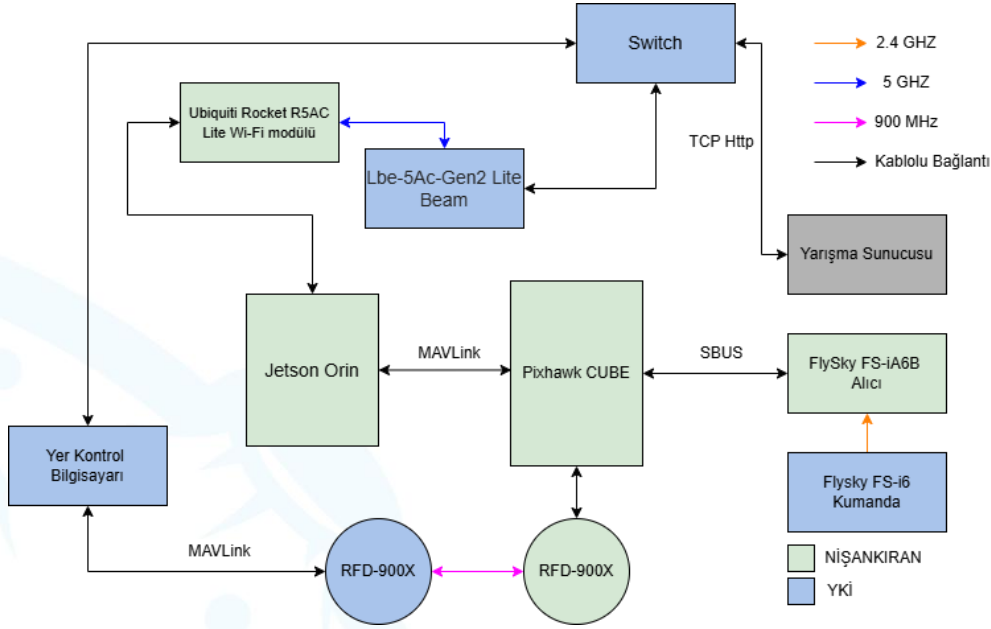 Switch
2.4 GHZ
5 GHZ
900 MHz
Kablolu Bağlantı
Ubiquiti Rocket R5AC
Lite Wi-Fi modülü
TCP Http
Lbe-5Ac-Gen2 Lite
Beam
Yarışma Sunucusu
Jetson Orin
MAVLink
Pixhawk CUBE
SBUS
FlySky FS-iA6B
Alıcı
Yer Kontrol
Bilgisayarı
Flysky FS-i6
Kumanda
MAVLink
RFD-900X
RFD-900X
NİŞANKIRAN
YKİ